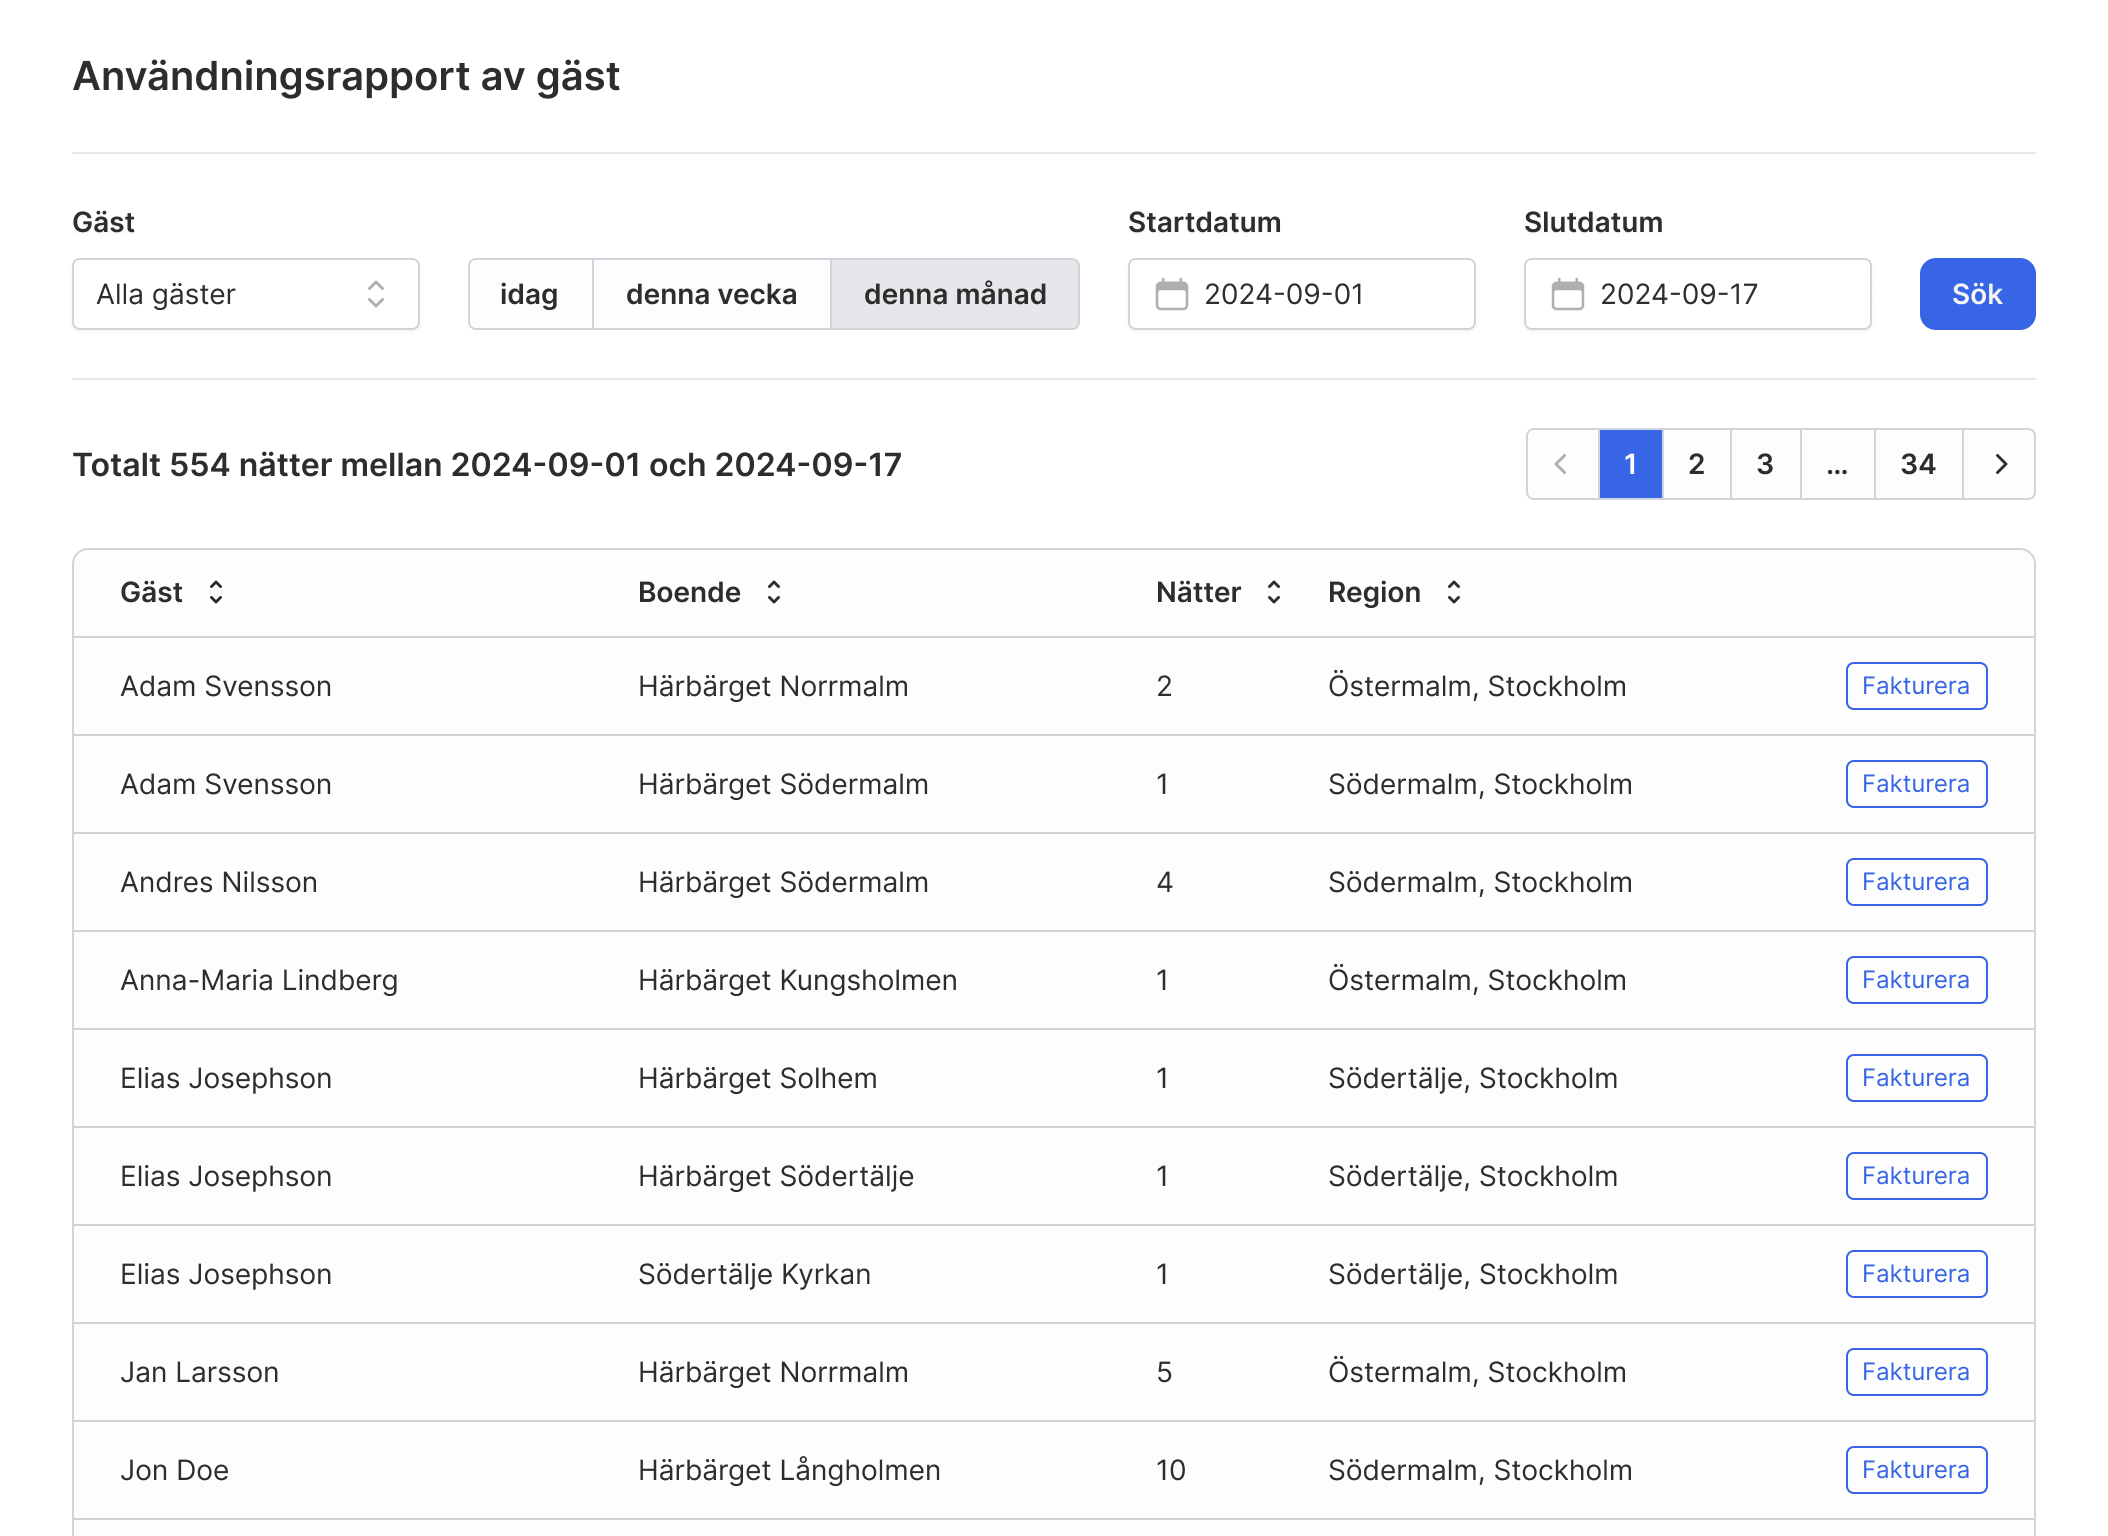 Användningsrapport av gäst
Gäst Startdatum Slutdatum
Alla gäster idag denna vecka denna månad 2024-09-01 2024-09-17 Sök
Totalt 554 nätter mellan 2024-09-01 och 2024-09-17 1 2 3 ... 34
Gäst Boende Nätter Region
Adam Svensson Härbärget Norrmalm 2 Östermalm, Stockholm Fakturera
Adam Svensson Härbärget Södermalm 1 Södermalm, Stockholm Fakturera
Andres Nilsson Härbärget Södermalm 4 Södermalm, Stockholm Fakturera
Anna-Maria Lindberg Härbärget Kungsholmen 1 Östermalm, Stockholm Fakturera
Elias Josephson Härbärget Solhem 1 Södertälje, Stockholm Fakturera
Elias Josephson Härbärget Södertälje 1 Södertälje, Stockholm Fakturera
Elias Josephson Södertälje Kyrkan 1 Södertälje, Stockholm Fakturera
Jan Larsson Härbärget Norrmalm 5 Östermalm, Stockholm Fakturera
Jon Doe Härbärget Långholmen 10 Södermalm, Stockholm Fakturera